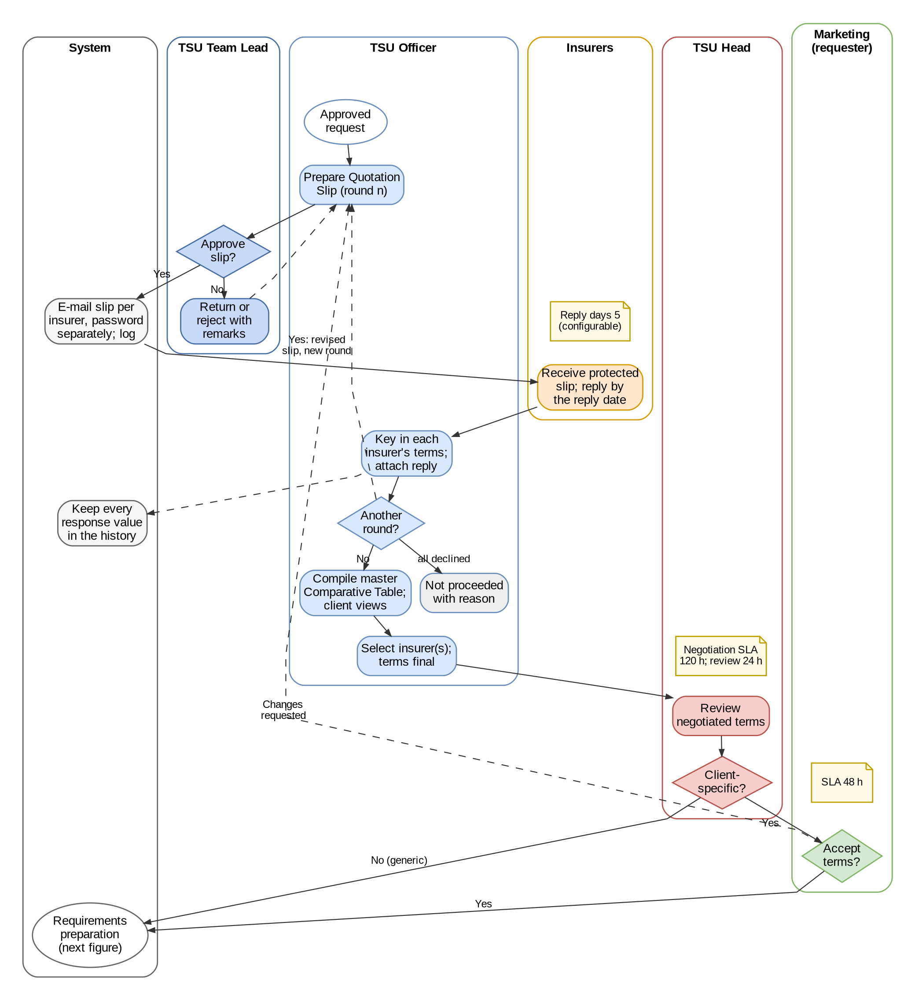 System
TSU Team Lead
TSU Officer
Insurers
TSU Head
Marketing
(requester)
Approved
request
Prepare Quotation
Slip (round n)
Approve
slip?
Yes
No
E-mail slip per
insurer, password
separately; log
Return or
reject with
remarks
Reply days 5
(configurable)
Yes: revised
slip, new round
Receive protected
slip; reply by
the reply date
Key in each
insurer's terms;
attach reply
Keep every
response value
in the history
Another
round?
No
all declined
Compile master
Comparative Table;
client views
Not proceeded
with reason
Select insurer(s);
terms final
Negotiation SLA
120 h; review 24 h
Changes
requested
Review
negotiated terms
Client-
specific?
SLA 48 h
Yes
Accept
terms?
No (generic)
Yes
Requirements
preparation
(next figure)